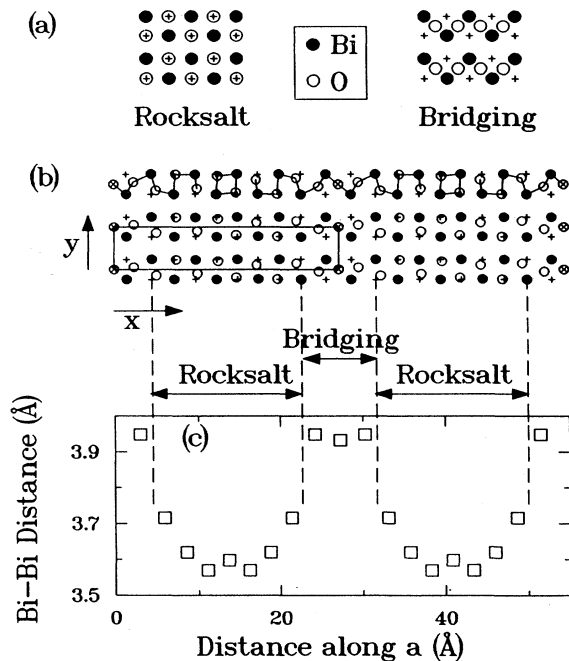 (a)
Bi
O
Rocksalt
Bridging
(b)
y
x
Bridging
Rocksalt
Rocksalt
(c)
Bi-Bi Distance (Å)
3.9
3.7
3.5
0
20
40
Distance along a (Å)